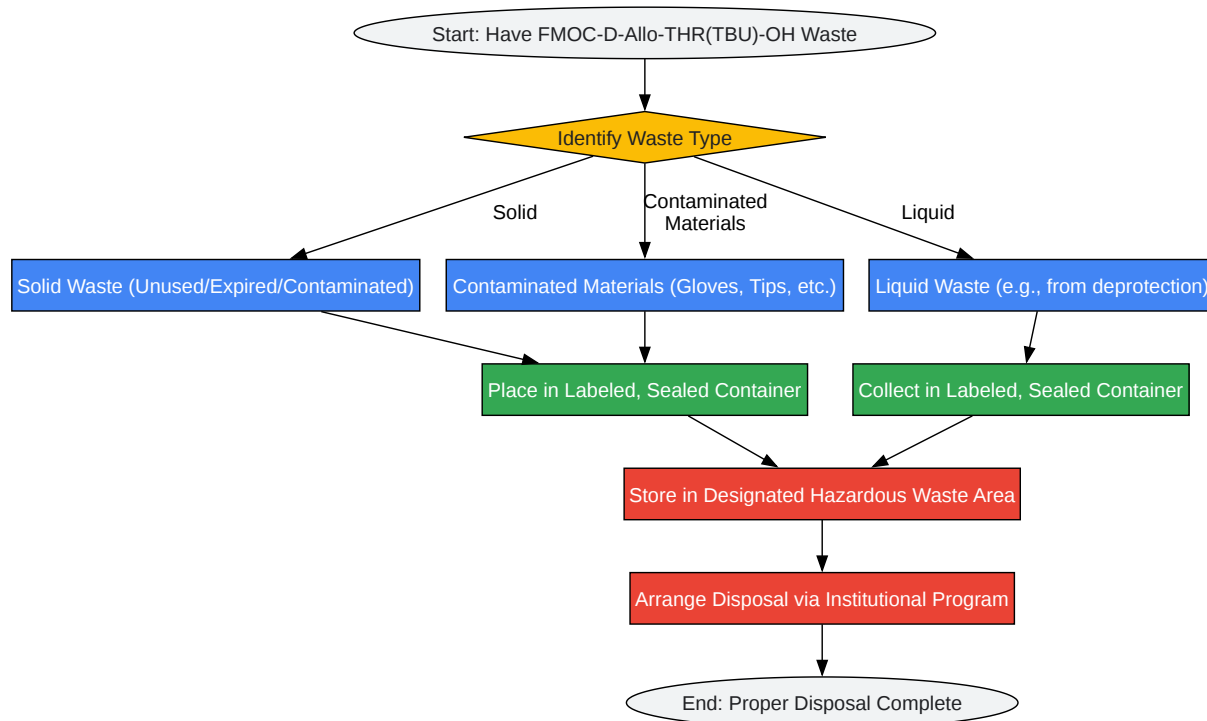 Start: Have FMOC-D-Allo-THR(TBU)-OH Waste
Identify Waste Type
Solid
Contaminated
Materials
Liquid
Solid Waste (Unused/Expired/Contaminated)
Contaminated Materials (Gloves, Tips, etc.)
Liquid Waste (e.g., from deprotection)
Place in Labeled, Sealed Container
Collect in Labeled, Sealed Container
Store in Designated Hazardous Waste Area
Arrange Disposal via Institutional Program
End: Proper Disposal Complete